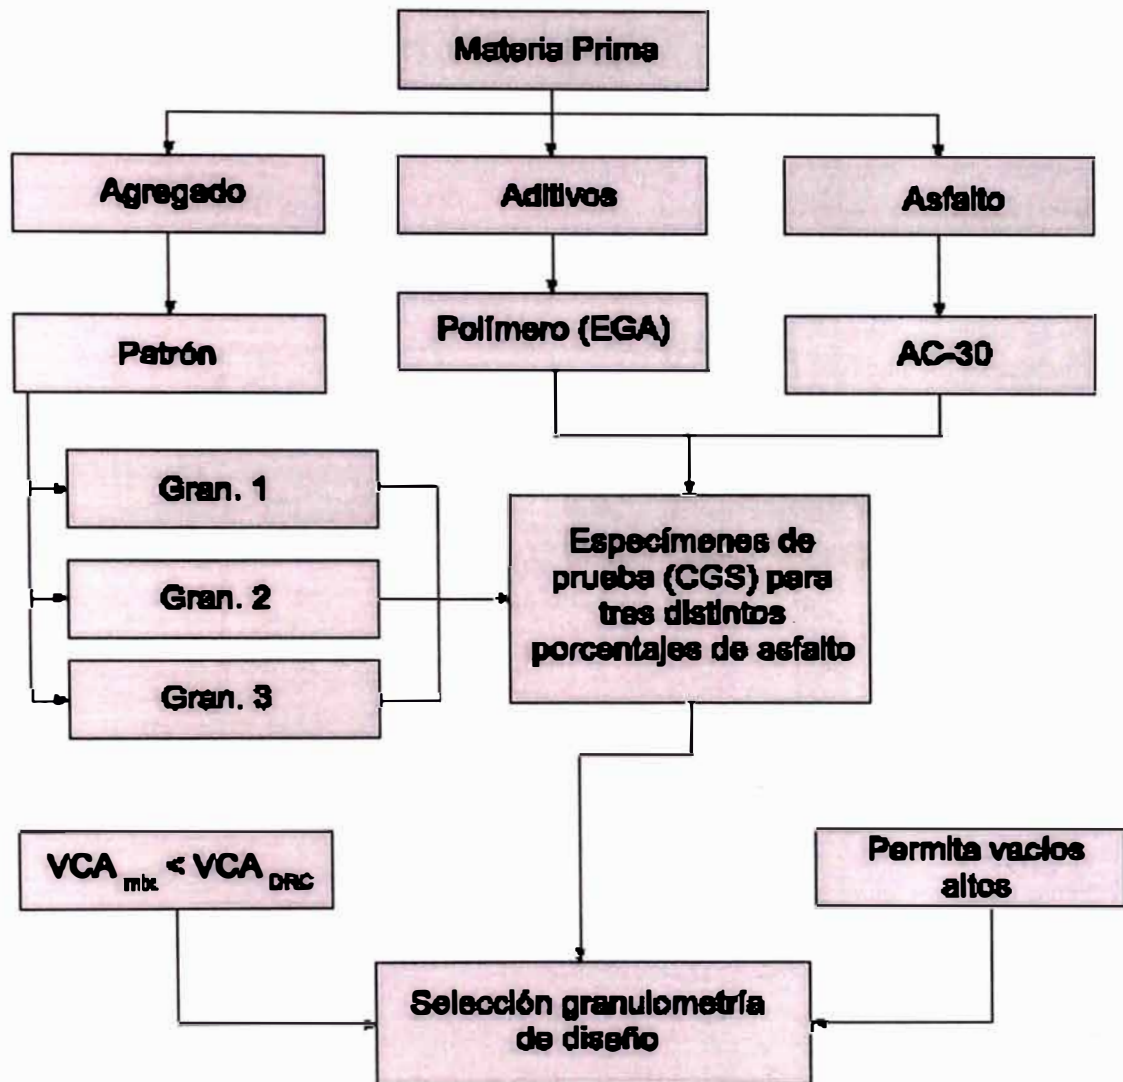 Materia Prima
Agregado
Aditivos
Asfalto
Patrón
Polímero (EGA)
AC-30
Gran. 1
Gran. 2
Gran. 3
Especímenes de
prueba (CGS) para
tres distintos
porcentajes de asfalto
VCA mix < VCA DRC
Permita vacíos
altos
Selección granulometría
de diseño